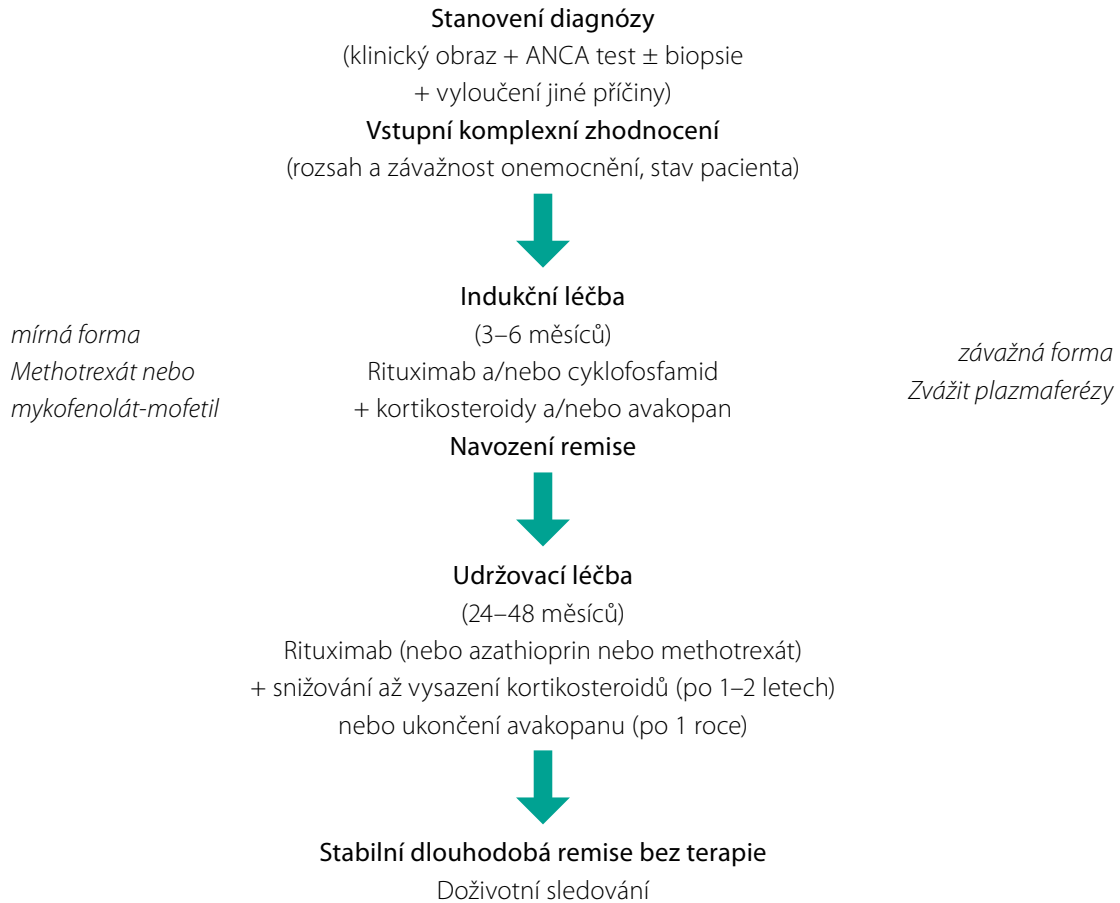 Stanovení diagnózy
(klinický obraz + ANCA test ± biopsie
+ vyloučení jiné příčiny)
Vstupní komplexní zhodnocení
(rozsah a závažnost onemocnění, stav pacienta)
Indukční léčba
(3–6 měsíců)
Rituximab a/nebo cyklofosfamid
+ kortikosteroidy a/nebo avakopan
Navození remise
mírná forma
Methotrexát nebo
mykofenolát-mofetil
závažná forma
Zvážit plazmaferézy
Udržovací léčba
(24–48 měsíců)
Rituximab (nebo azathioprin nebo methotrexát)
+ snižování až vysazení kortikosteroidů (po 1–2 letech)
nebo ukončení avakopanu (po 1 roce)
Stabilní dlouhodobá remise bez terapie
Doživotní sledování